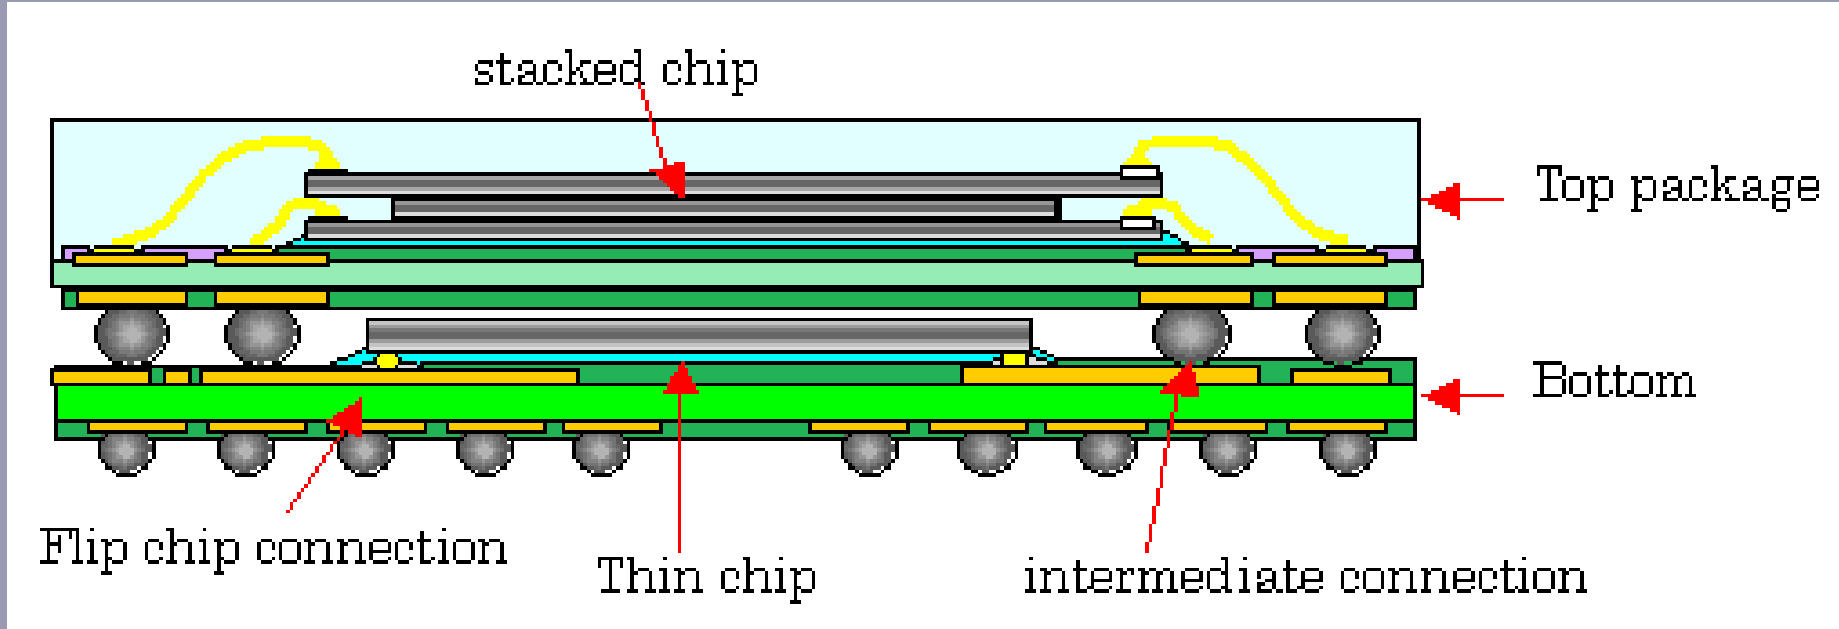 stacked chip
Top package
Bottom
Flip chip connection
Thin chip
intermediate connection